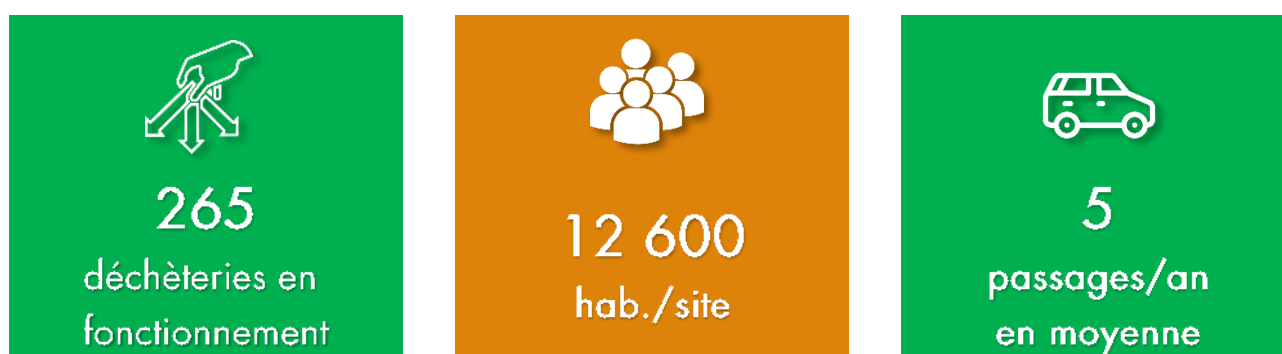 265
déchèteries en
fonctionnement
12 600
hab./site
5
passages/an
en moyenne